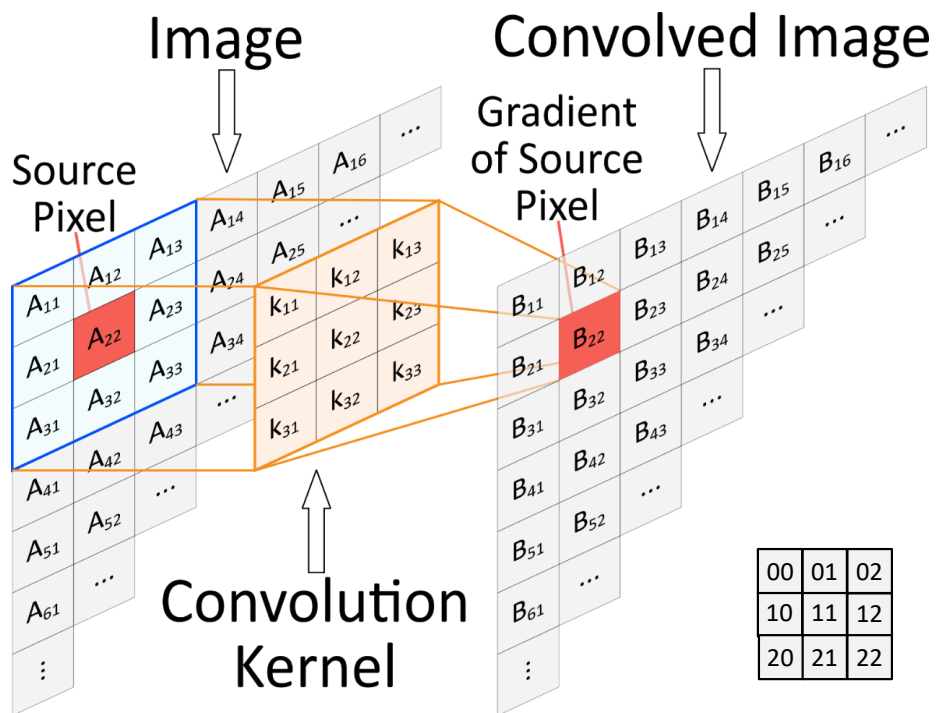 Image
Convolved Image
Source
Pixel
Gradient
of Source
Pixel
A₁₁ A₁₂ A₁₃ A₁₄ A₁₅ A₁₆ ...
A₂₁ A₂₂ A₂₃ A₂₄ A₂₅ ...
A₃₁ A₃₂ A₃₃ A₃₄
A₄₁ A₄₂ A₄₃ ...
A₅₁ A₅₂ ...
A₆₁ ...
⋮
k₁₁ k₁₂ k₁₃
k₂₁ k₂₂ k₂₃
k₃₁ k₃₂ k₃₃
Convolution
Kernel
B₁₁ B₁₂ B₁₃ B₁₄ B₁₅ B₁₆ ...
B₂₁ B₂₂ B₂₃ B₂₄ B₂₅ ...
B₃₁ B₃₂ B₃₃ B₃₄ ...
B₄₁ B₄₂ B₄₃ ...
B₅₁ B₅₂ ...
B₆₁ ...
⋮
00 01 02
10 11 12
20 21 22